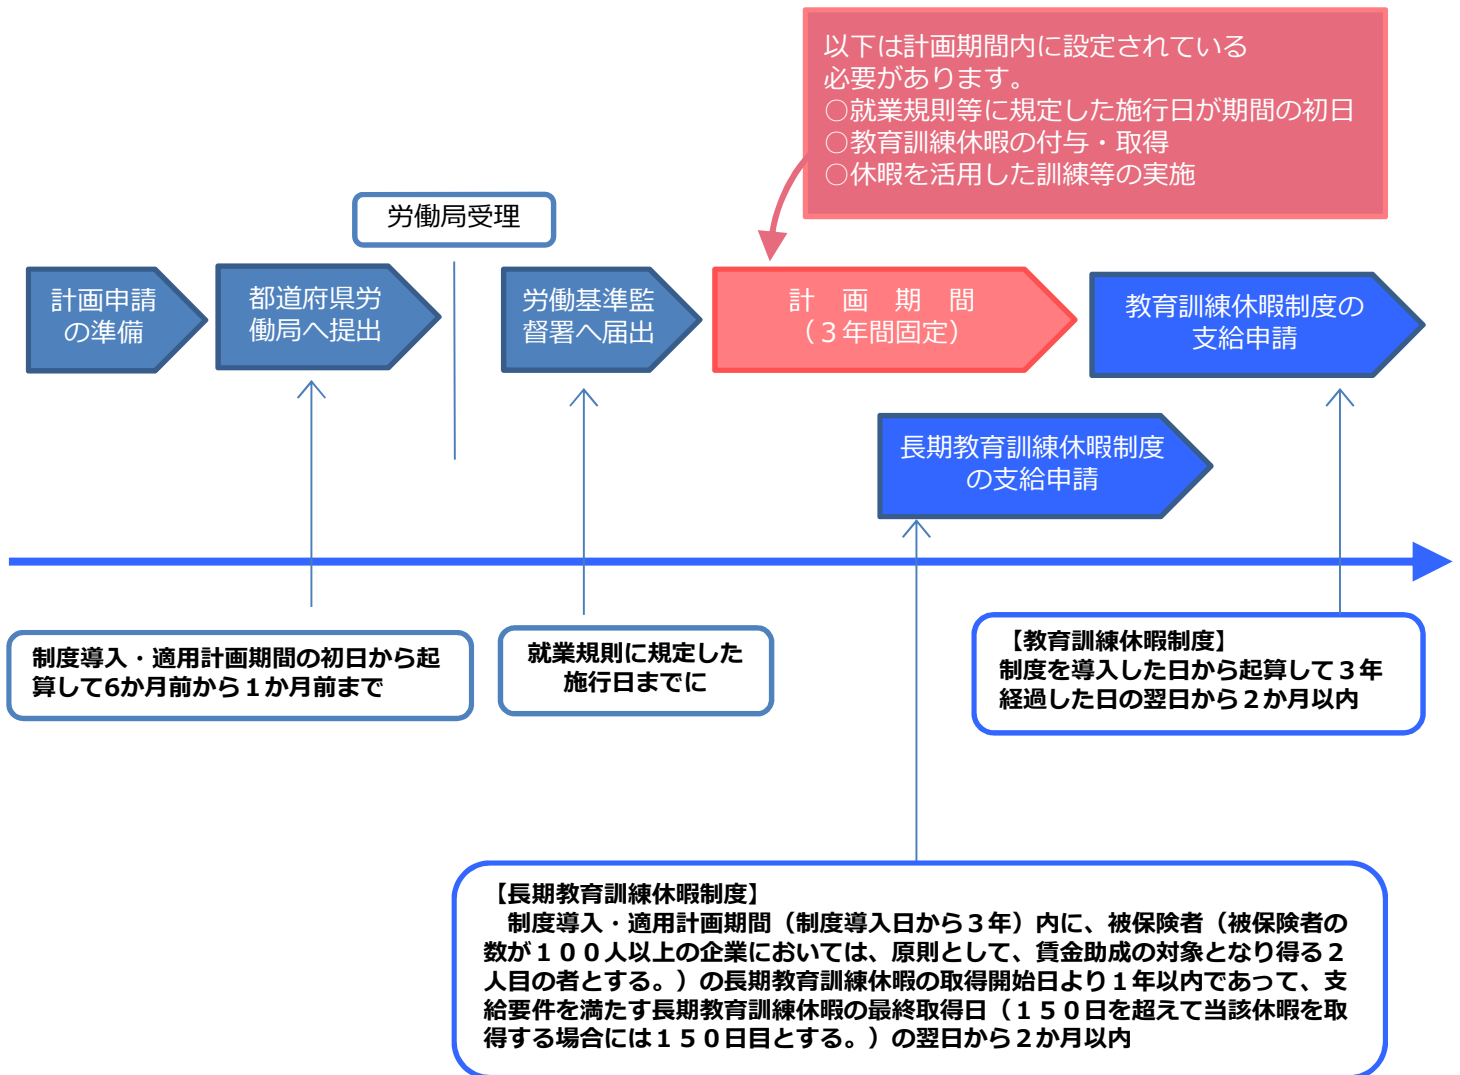 以下は計画期間内に設定されている
必要があります。
○就業規則等に規定した施行日が期間の初日
○教育訓練休暇の付与・取得
○休暇を活用した訓練等の実施
労働局受理
計画申請
の準備
都道府県労
働局へ提出
労働基準監
督署へ届出
計　画　期　間
（３年間固定）
教育訓練休暇制度の
支給申請
長期教育訓練休暇制度
の支給申請
制度導入・適用計画期間の初日から起
算して6か月前から１か月前まで
就業規則に規定した
施行日までに
【教育訓練休暇制度】
制度を導入した日から起算して３年
経過した日の翌日から２か月以内
【長期教育訓練休暇制度】
　制度導入・適用計画期間（制度導入日から３年）内に、被保険者（被保険者の
数が１００人以上の企業においては、原則として、賃金助成の対象となり得る２
人目の者とする。）の長期教育訓練休暇の取得開始日より１年以内であって、支
給要件を満たす長期教育訓練休暇の最終取得日（１５０日を超えて当該休暇を取
得する場合には１５０日目とする。）の翌日から２か月以内